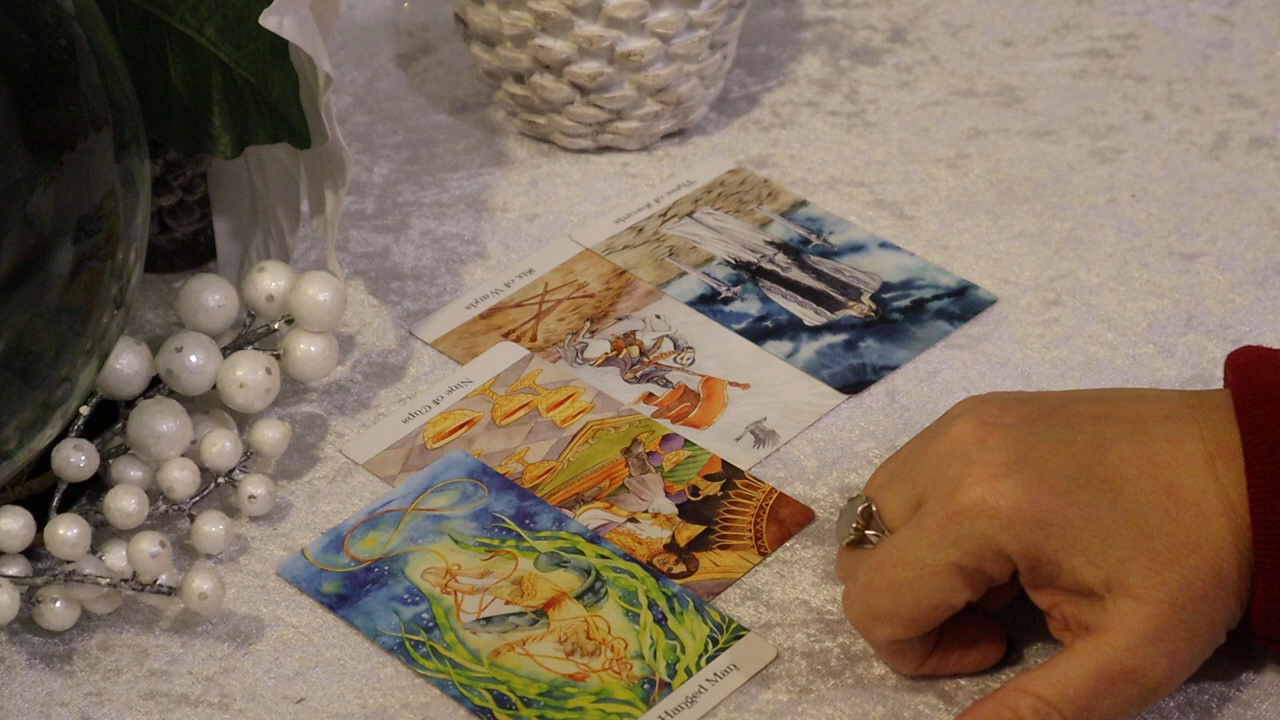 Three of Swords
Six of Wands
Nine of Cups
Hanged Man